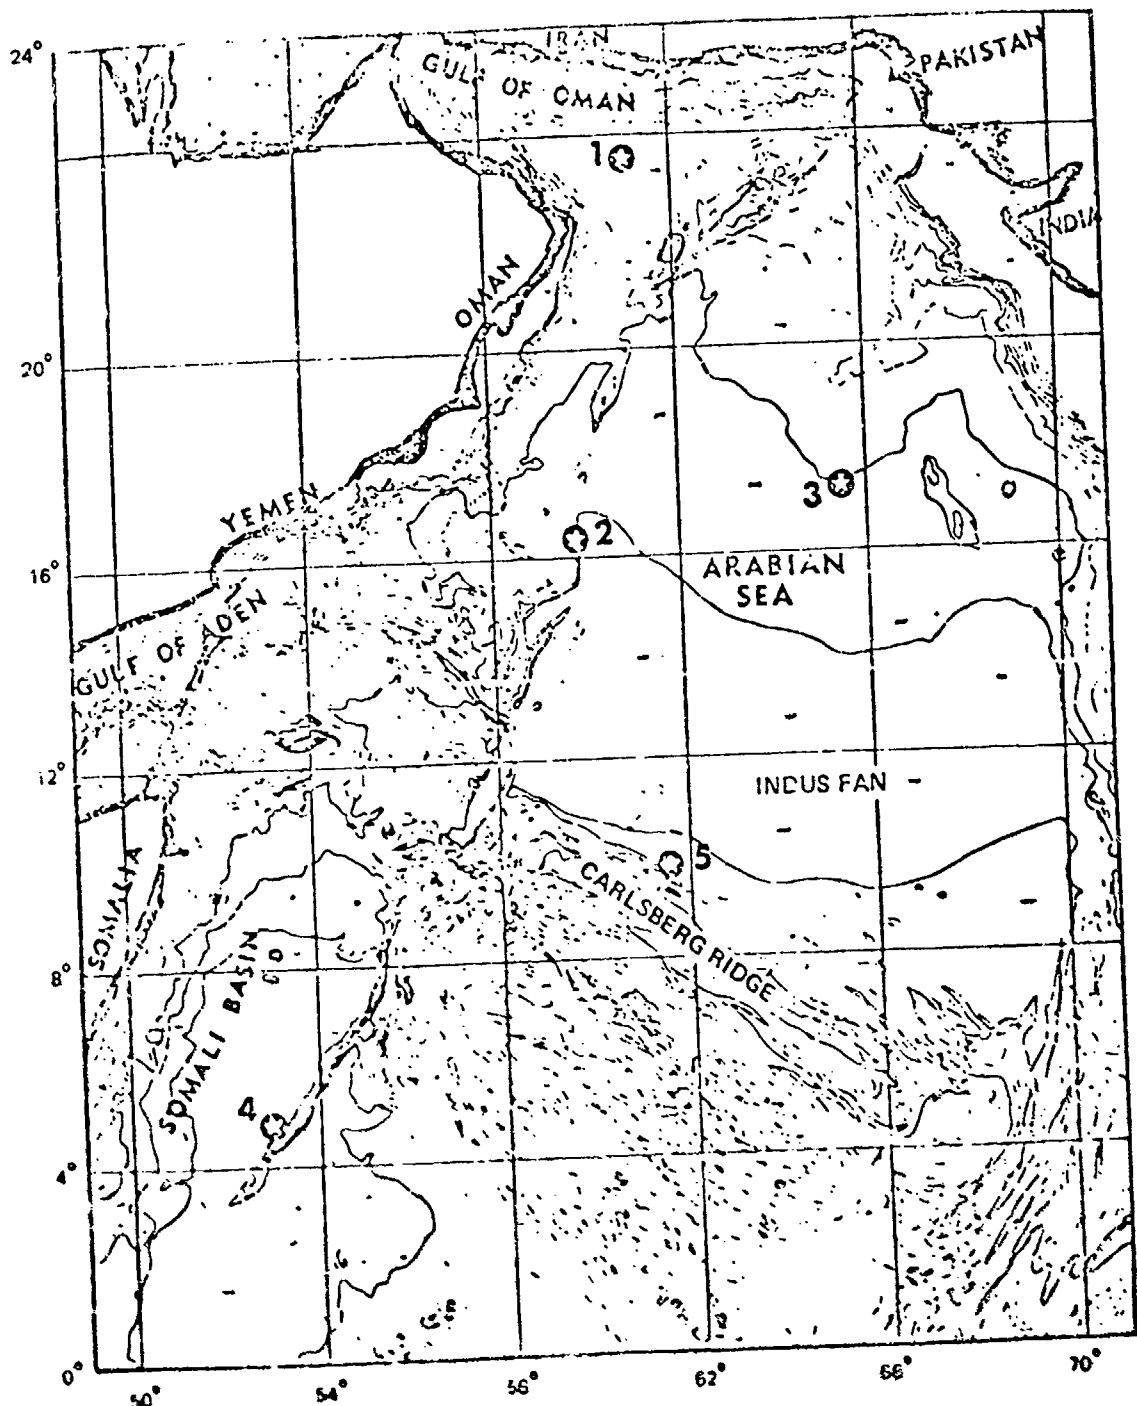 24°
IRAN
PAKISTAN
GULF OF OMAN
1
INDIA
OMAN
20°
3
YEMEN
2
16°
ARABIAN
SEA
GULF OF ADEN
12°
INDUS FAN
5
CARLSBERG RIDGE
SOMALIA
8°
SOMALI BASIN
4
4°
0°
50°
54°
58°
62°
66°
70°